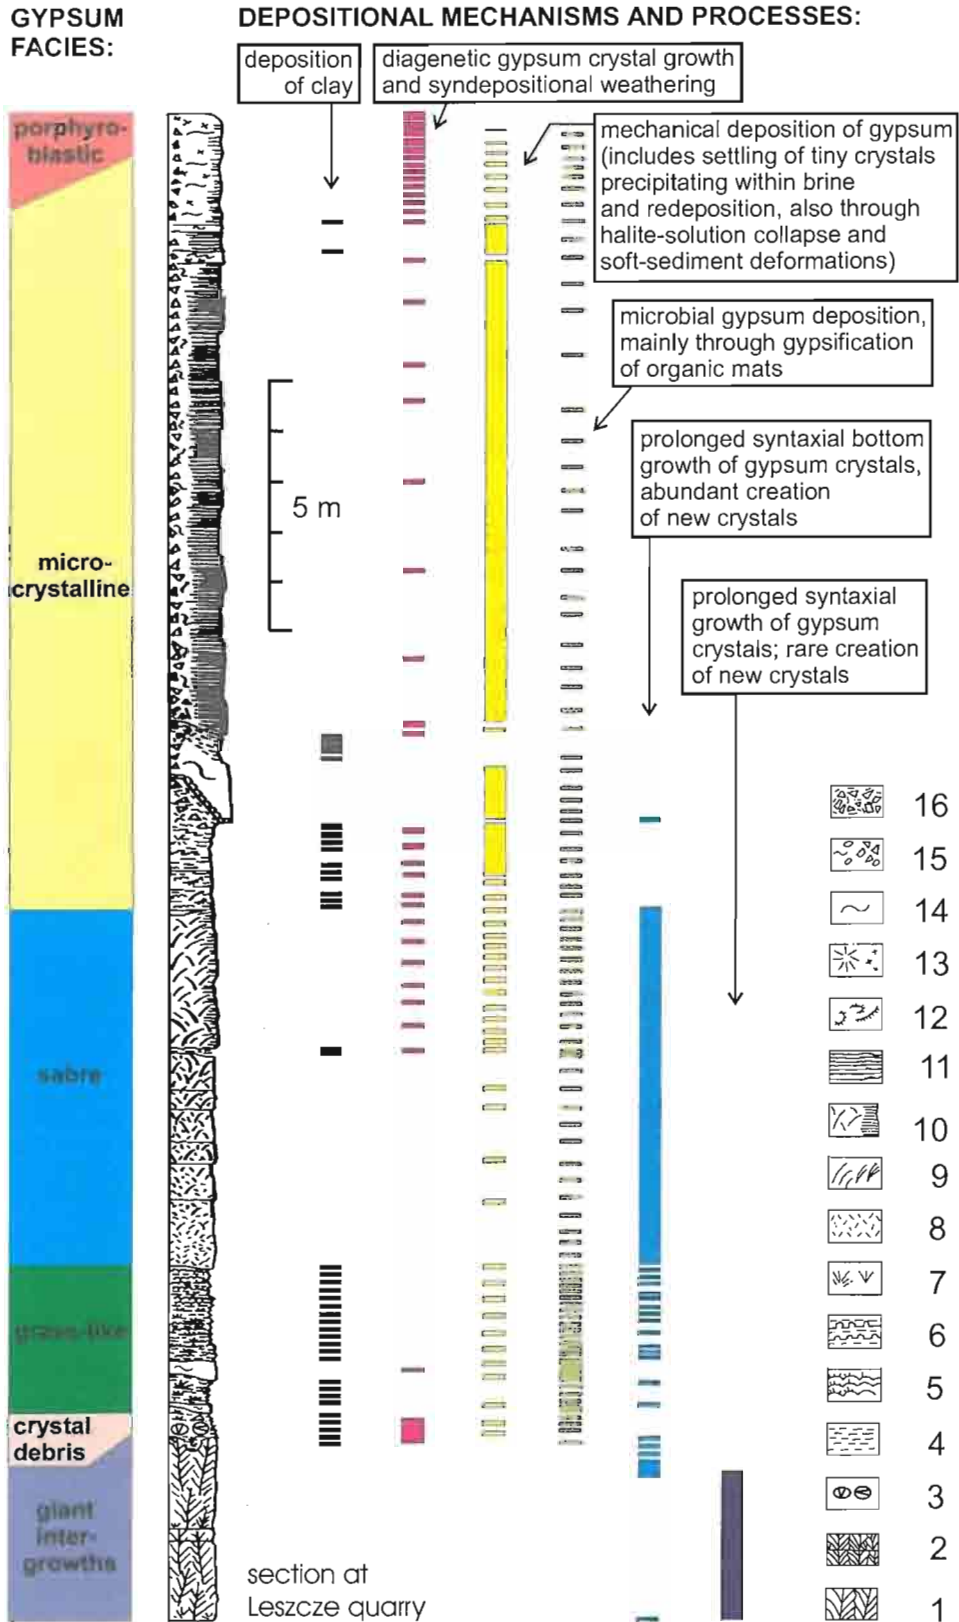 GYPSUM
FACIES:
DEPOSITIONAL MECHANISMS AND PROCESSES:
deposition
of clay
diagenetic gypsum crystal growth
and syndepositional weathering
mechanical deposition of gypsum
(includes settling of tiny crystals
precipitating within brine
and redeposition, also through
halite-solution collapse and
soft-sediment deformations)
microbial gypsum deposition,
mainly through gypsification
of organic mats
prolonged syntaxial bottom
growth of gypsum crystals,
abundant creation
of new crystals
prolonged syntaxial
growth of gypsum
crystals; rare creation
of new crystals
porphyro-
blastic
micro-
crystalline
sabre
grass-like
crystal
debris
giant
inter-
growths
5 m
section at
Leszcze quarry
16
15
14
13
12
11
10
9
8
7
6
5
4
3
2
1